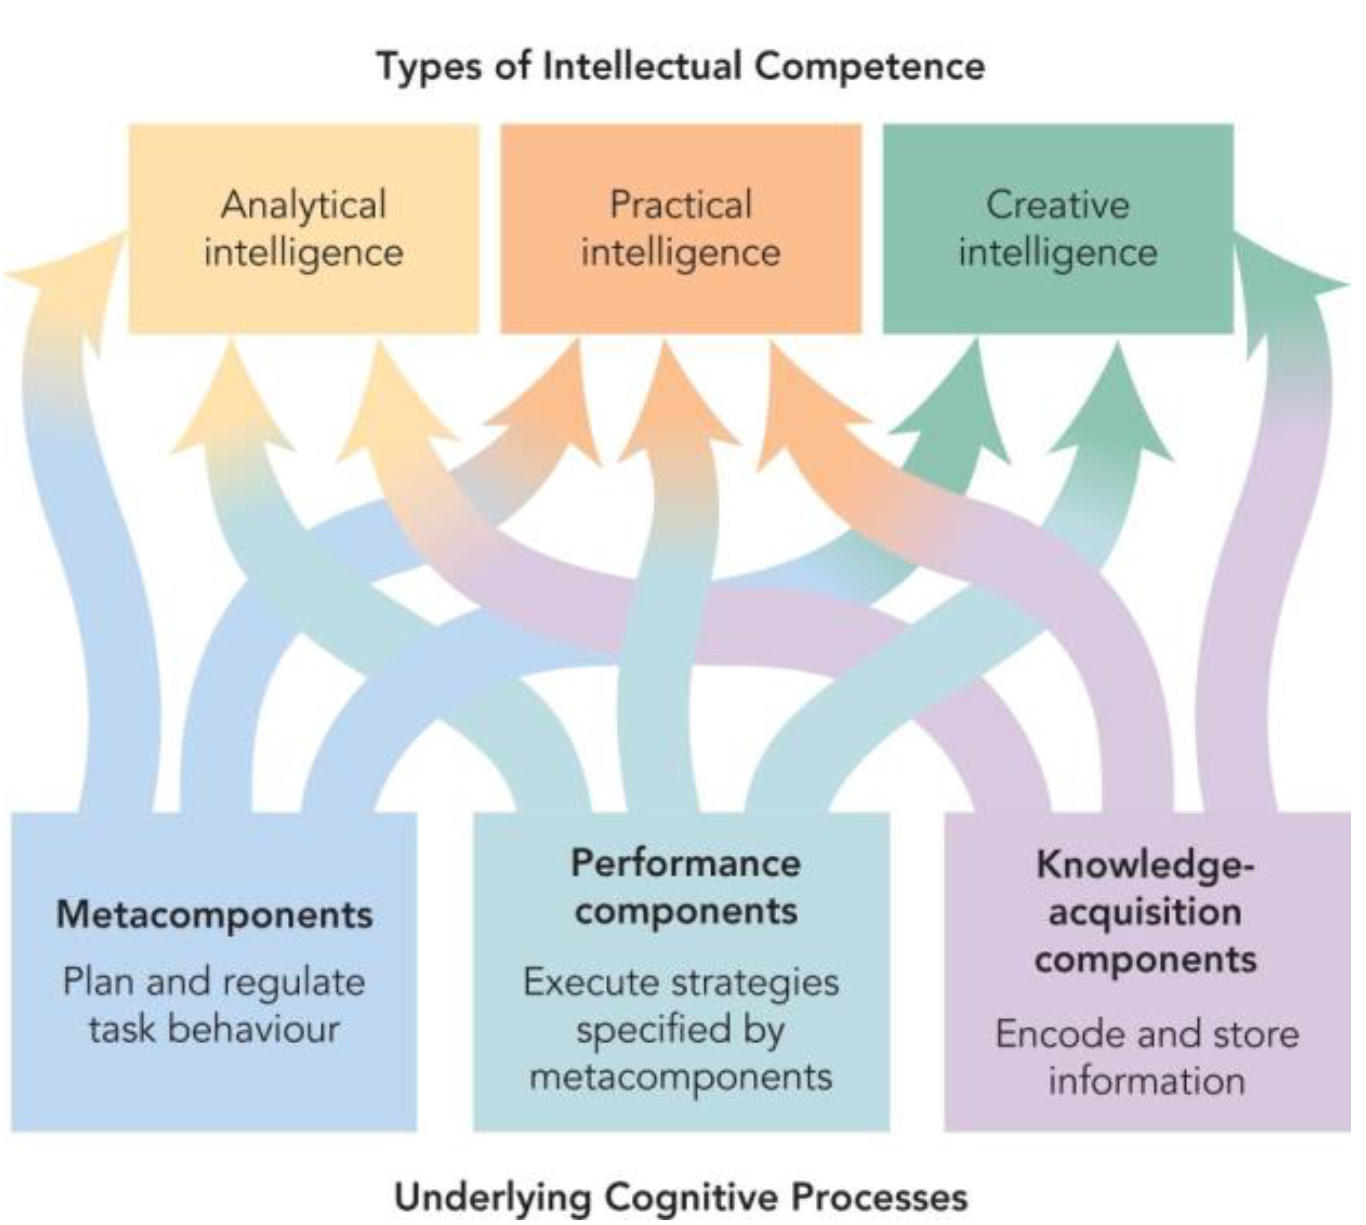 Types of Intellectual Competence
Analytical
intelligence
Practical
intelligence
Creative
intelligence
Metacomponents
Plan and regulate
task behaviour
Performance
components
Execute strategies
specified by
metacomponents
Knowledge-
acquisition
components
Encode and store
information
Underlying Cognitive Processes